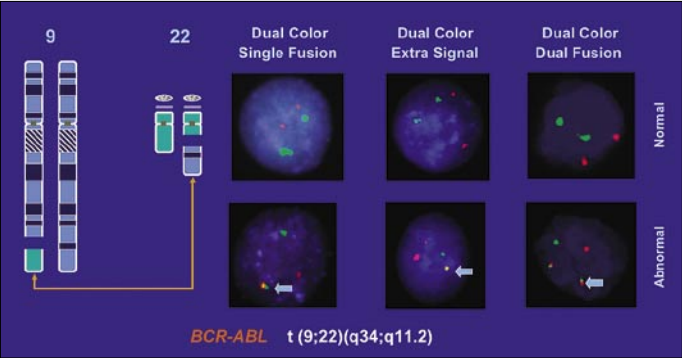 9
22
Dual Color
Single Fusion
Dual Color
Extra Signal
Dual Color
Dual Fusion
Normal
Abnormal
BCR-ABL t (9;22)(q34;q11.2)